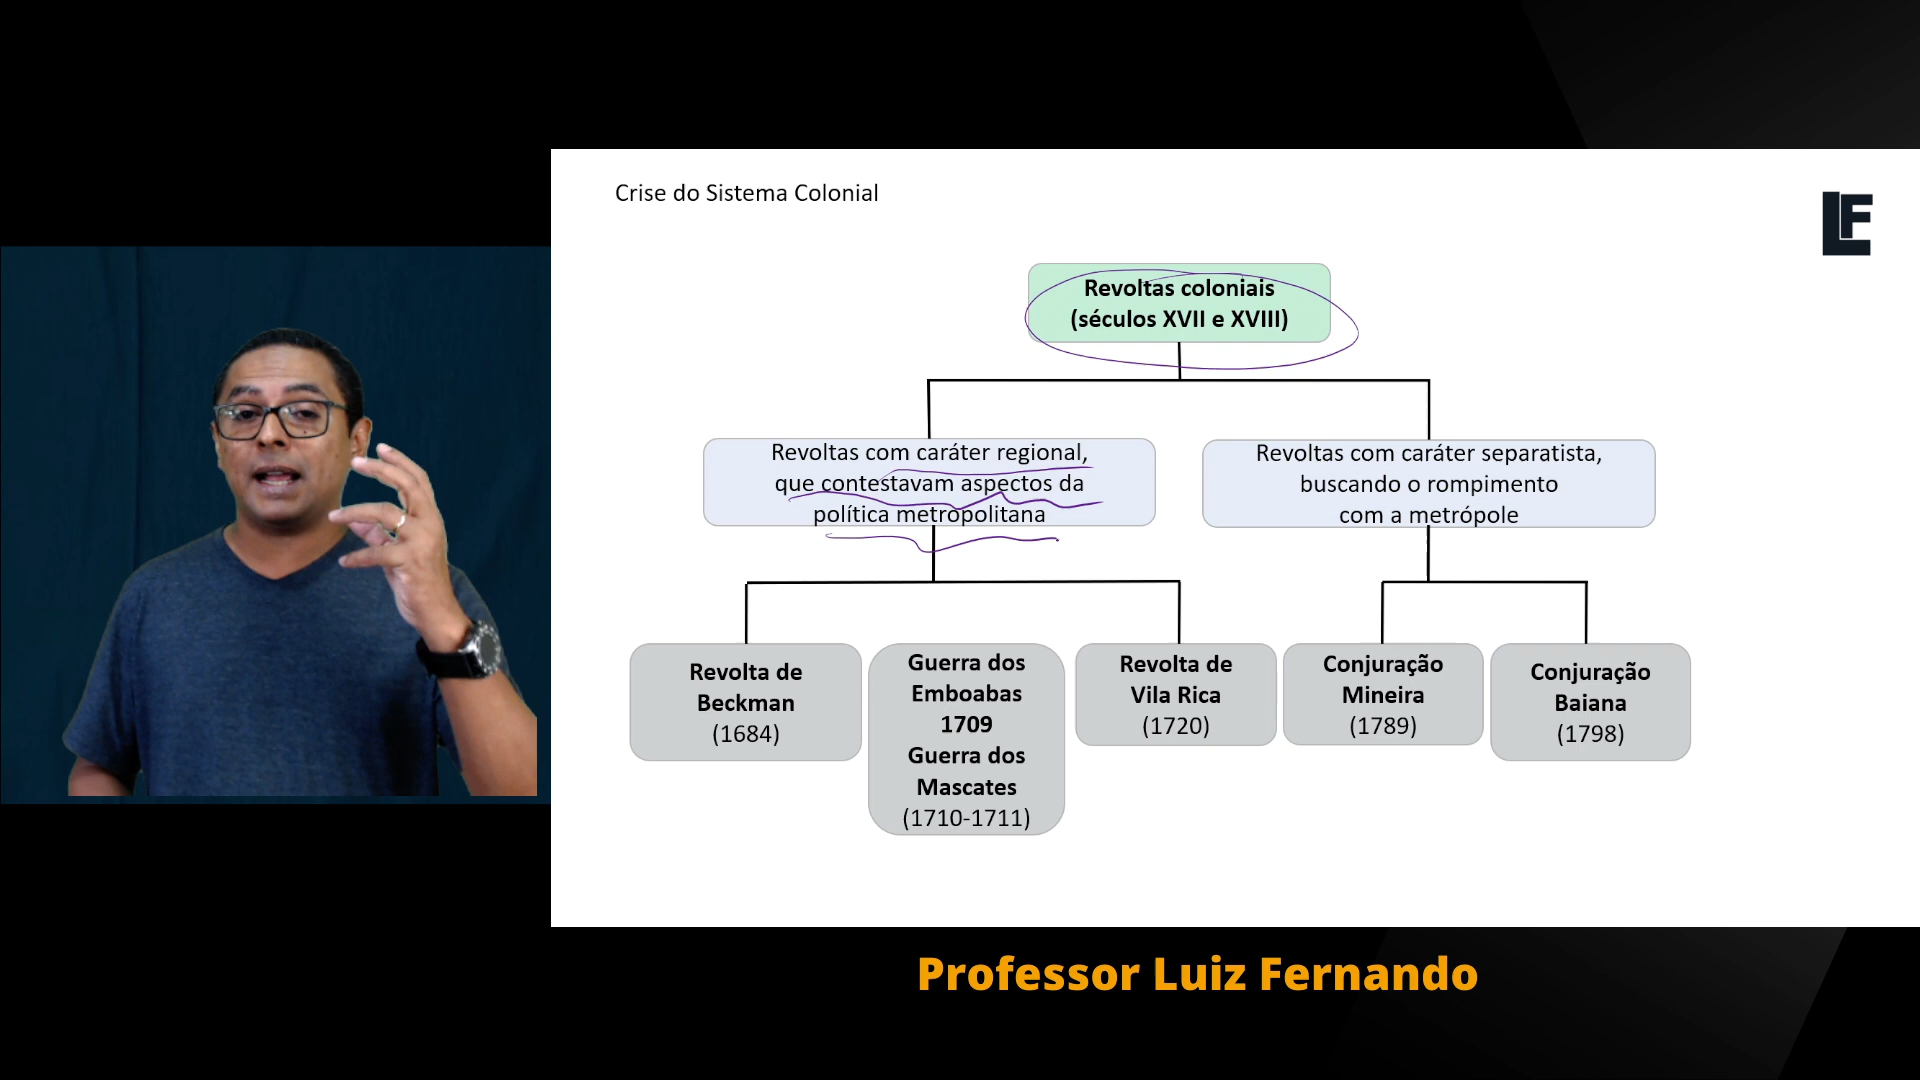 Crise do Sistema Colonial
LF
Revoltas coloniais
(séculos XVII e XVIII)
Revoltas com caráter regional,
que contestavam aspectos da
política metropolitana
Revoltas com caráter separatista,
buscando o rompimento
com a metrópole
Revolta de
Beckman
(1684)
Guerra dos
Emboabas
1709
Guerra dos
Mascates
(1710-1711)
Revolta de
Vila Rica
(1720)
Conjuração
Mineira
(1789)
Conjuração
Baiana
(1798)
Professor Luiz Fernando